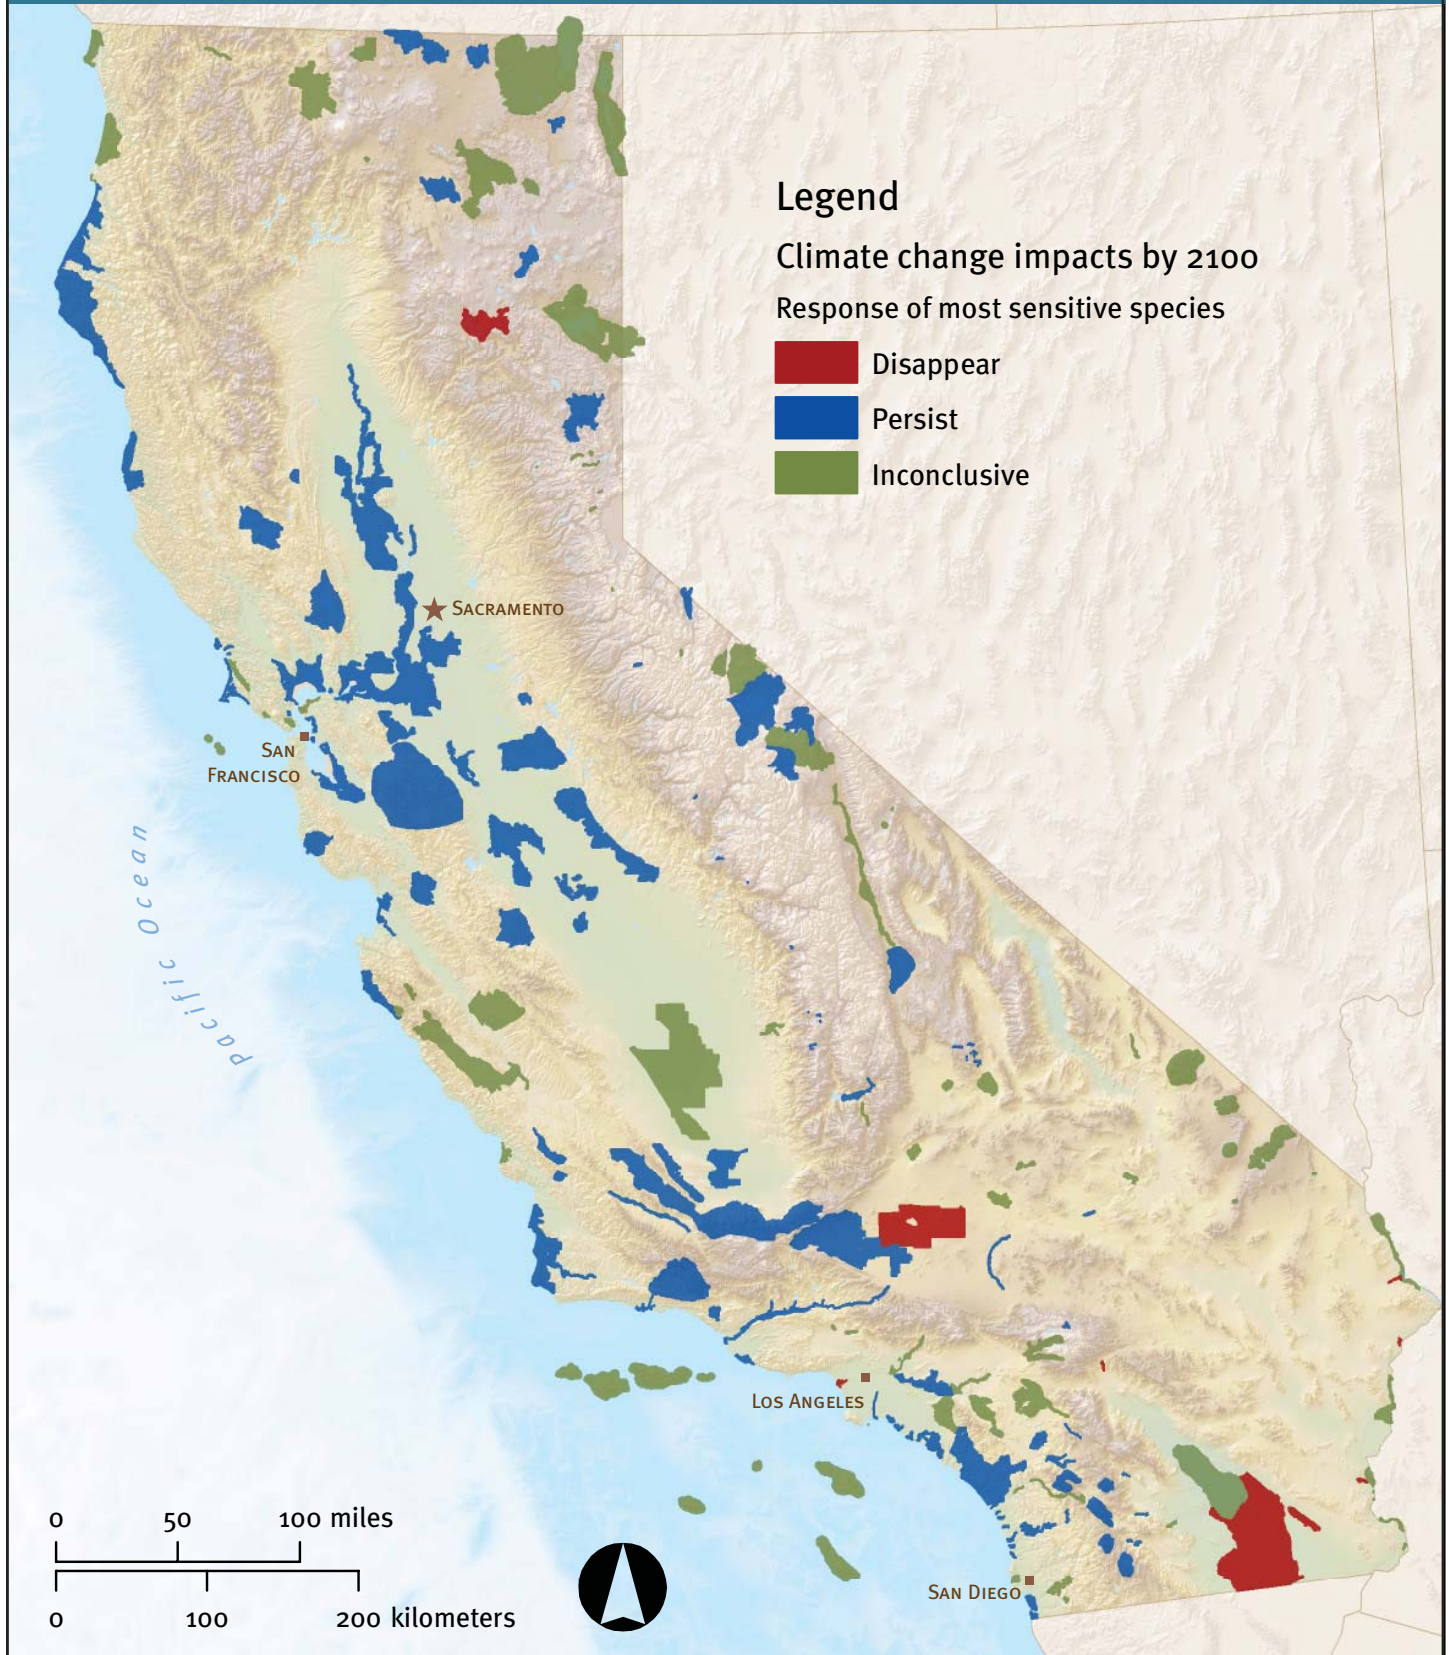 Legend
Climate change impacts by 2100
Response of most sensitive species
Disappear
Persist
Inconclusive
Sacramento
San
Francisco
Pacific Ocean
Los Angeles
San Diego
0 50 100 miles
0 100 200 kilometers